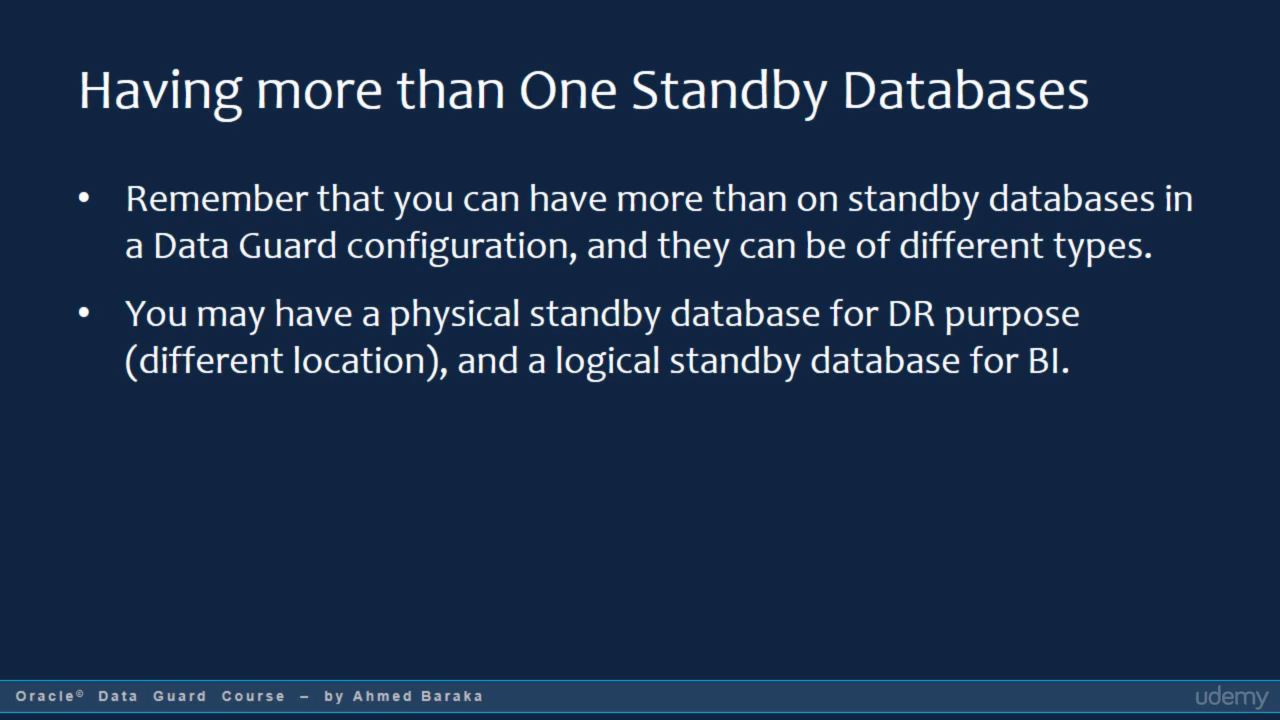 Having more than One Standby Databases
• Remember that you can have more than on standby databases in
a Data Guard configuration, and they can be of different types.
• You may have a physical standby database for DR purpose
(different location), and a logical standby database for BI.
Oracle© Data Guard Course – by Ahmed Baraka
udemy